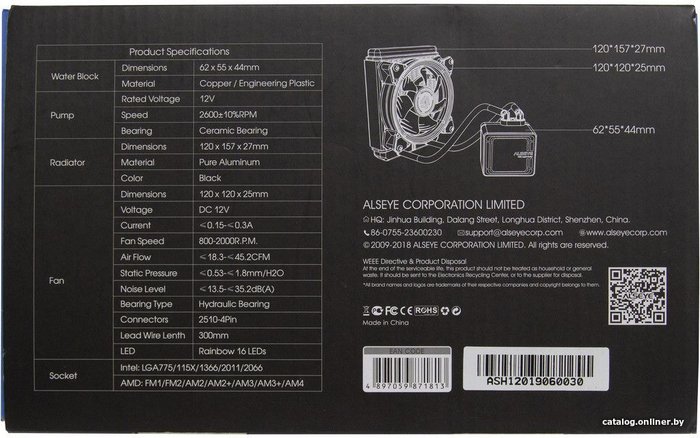 Product Specifications
Water Block
Dimensions 62 x 55 x 44mm
Material Copper / Engineering Plastic
Pump
Rated Voltage 12V
Speed 2600±10%RPM
Bearing Ceramic Bearing
Radiator
Dimensions 120 x 157 x 27mm
Material Pure Aluminum
Color Black
Fan
Dimensions 120 x 120 x 25mm
Voltage DC 12V
Current ≤0.15-≤0.3A
Fan Speed 800-2000R.P.M.
Air Flow ≤18.3-≤45.2CFM
Static Pressure ≤0.53-≤1.8mm/H2O
Noise Level ≤13.5-≤35.2dB(A)
Bearing Type Hydraulic Bearing
Connectors 2510-4Pin
Lead Wire Lenth 300mm
LED Rainbow 16 LEDs
Socket
Intel: LGA775/115X/1366/2011/2066
AMD: FM1/FM2/AM2/AM2+/AM3/AM3+/AM4
120*157*27mm
120*120*25mm
62*55*44mm
ALSEYE
ALSEYE CORPORATION LIMITED
HQ: Jinhua Building, Dalang Street, Longhua District, Shenzhen, China.
86-0755-23600230 support@alseyecorp.com www.alseyecorp.com
© 2009-2018 ALSEYE CORPORATION LIMITED. All rights are reserved.
WEEE Directive & Product Disposal
At the end of the serviceable life, this product should not be treated as household or general
waste. It should be sent to the Electronics Recycling Center, or to the supplier for disposal.
*All brand names and logos are trademarks of their respective companies and copyright belongs to them.
CE FC RoHS
Made in China
EAN CODE
4 897059 871813
ASH12019060030
catalog.onliner.by